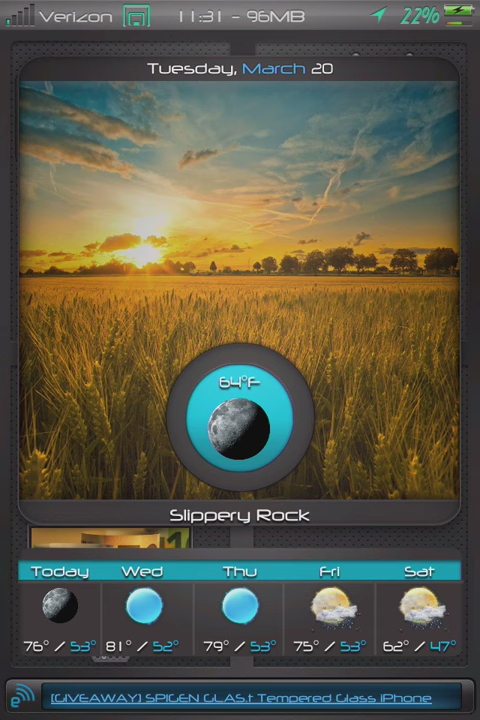 Verizon 11:31 - 96MB 22%
Tuesday, March 20
64°F
Slippery Rock
Today Wed Thu Fri Sat
76° / 53° 81° / 52° 79° / 53° 75° / 53° 62° / 47°
[GIVEAWAY] SPIGEN GLAS.t Tempered Glass iPhone